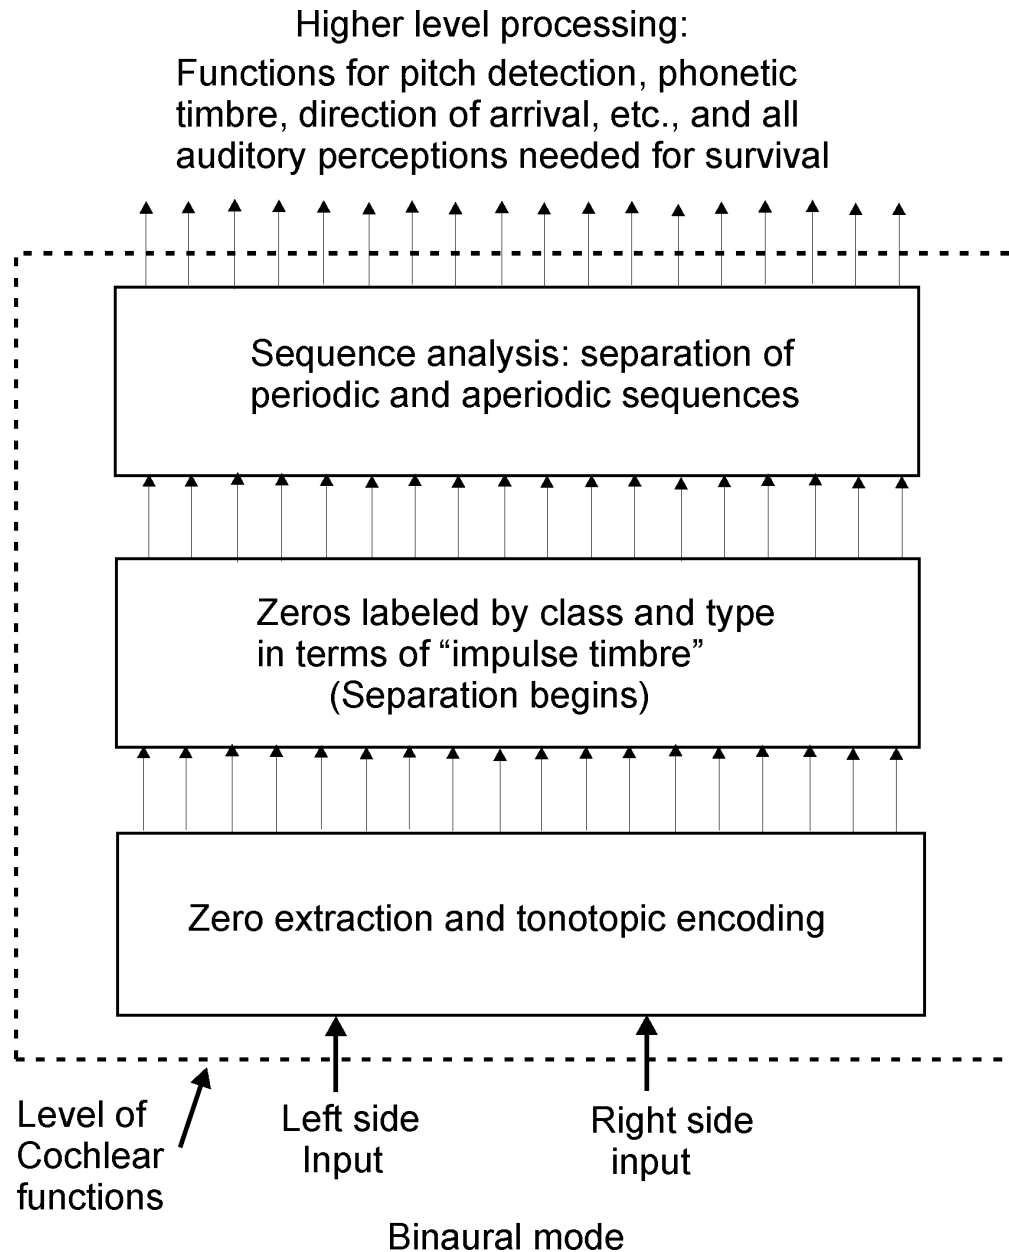 Higher level processing:
Functions for pitch detection, phonetic
timbre, direction of arrival, etc., and all
auditory perceptions needed for survival
Sequence analysis: separation of
periodic and aperiodic sequences
Zeros labeled by class and type
in terms of “impulse timbre”
(Separation begins)
Zero extraction and tonotopic encoding
Level of
Cochlear
functions
Left side
Input
Right side
input
Binaural mode